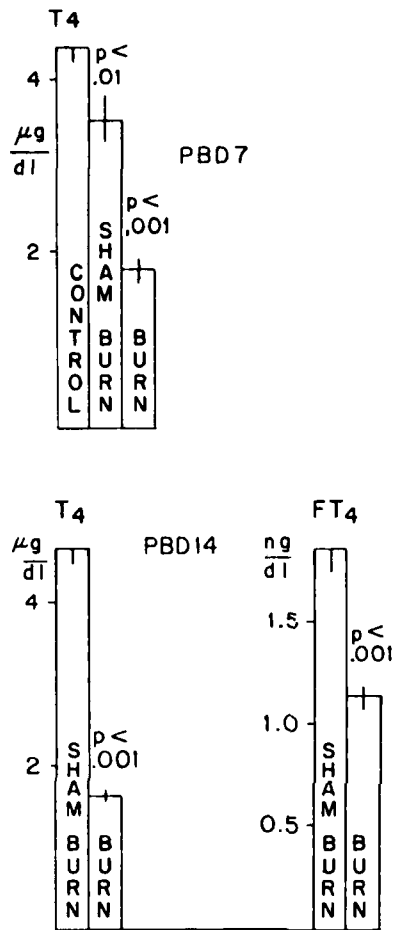 T4
4
p<
.01
μg
dl
PBD7
p<
.001
2
CONTROL
SHAM BURN
BURN
T4
FT4
μg
dl
PBD14
ng
dl
4
1.5
p<
.001
1.0
p<
.001
2
0.5
SHAM BURN
BURN
SHAM BURN
BURN